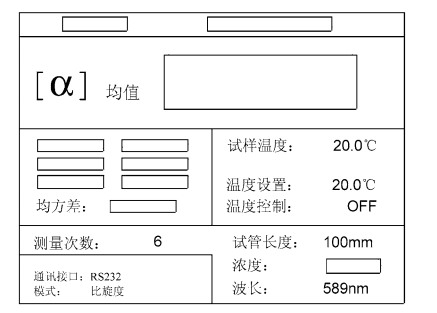 [α] 均值
试样温度： 20.0℃
温度设置： 20.0℃
均方差：
温度控制： OFF
测量次数： 6
试管长度： 100mm
浓度：
通讯接口：RS232
模式： 比旋度
波长： 589nm